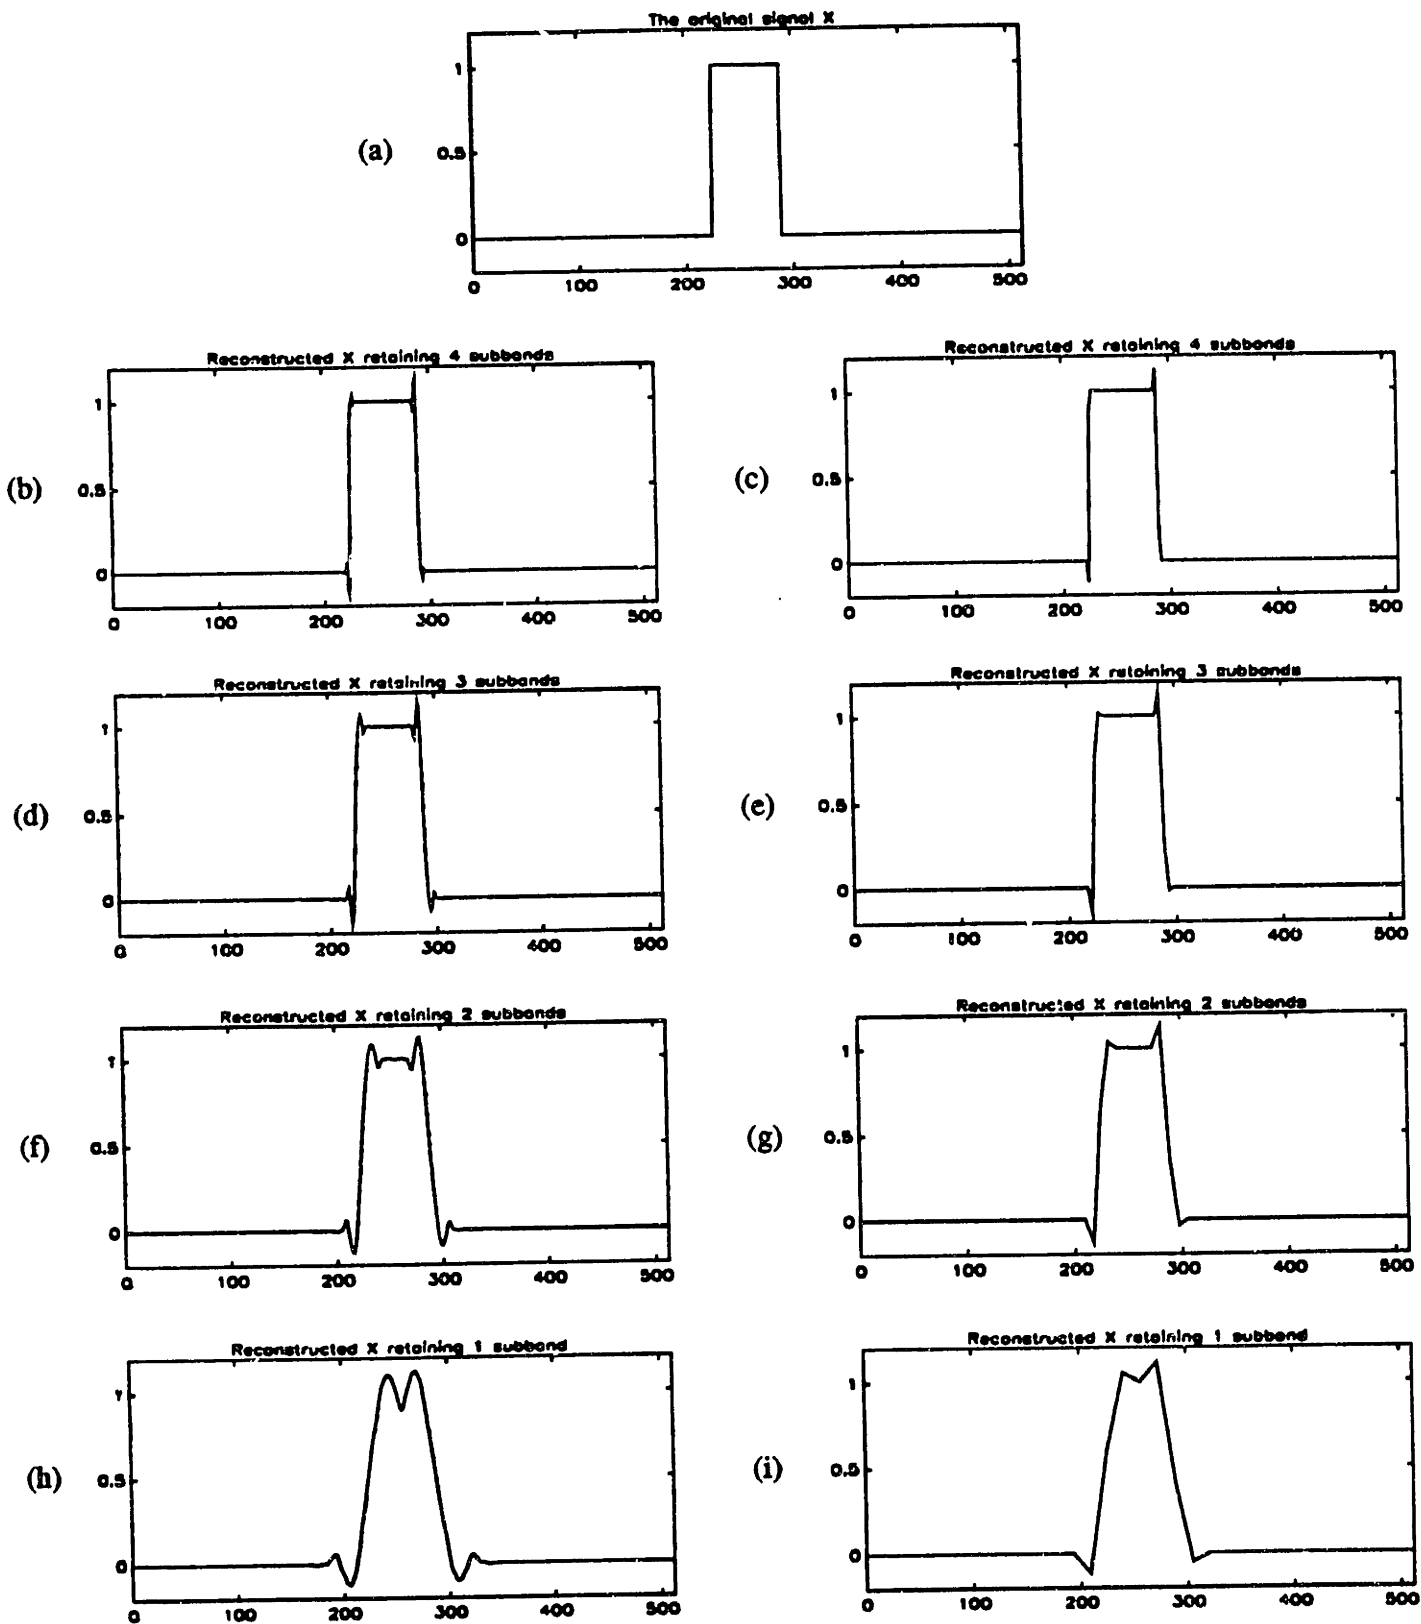 The original signal X
1
(a)
0.5
0
0 100 200 300 400 500
Reconstructed X retaining 4 subbands
1
(b)
0.5
0
0 100 200 300 400 500
Reconstructed X retaining 4 subbands
1
(c)
0.5
0
0 100 200 300 400 500
Reconstructed X retaining 3 subbands
1
(d)
0.5
0
0 100 200 300 400 500
Reconstructed X retaining 3 subbands
1
(e)
0.5
0
0 100 200 300 400 500
Reconstructed X retaining 2 subbands
1
(f)
0.5
0
0 100 200 300 400 500
Reconstructed X retaining 2 subbands
1
(g)
0.5
0
0 100 200 300 400 500
Reconstructed X retaining 1 subband
1
(h)
0.5
0
0 100 200 300 400 500
Reconstructed X retaining 1 subband
1
(i)
0.5
0
0 100 200 300 400 500